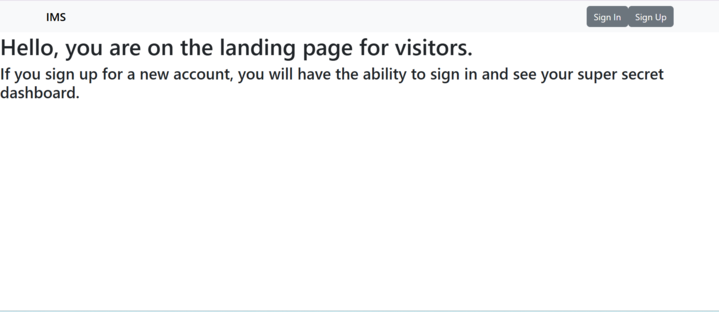 IMS Sign In Sign Up
Hello, you are on the landing page for visitors.
If you sign up for a new account, you will have the ability to sign in and see your super secret
dashboard.